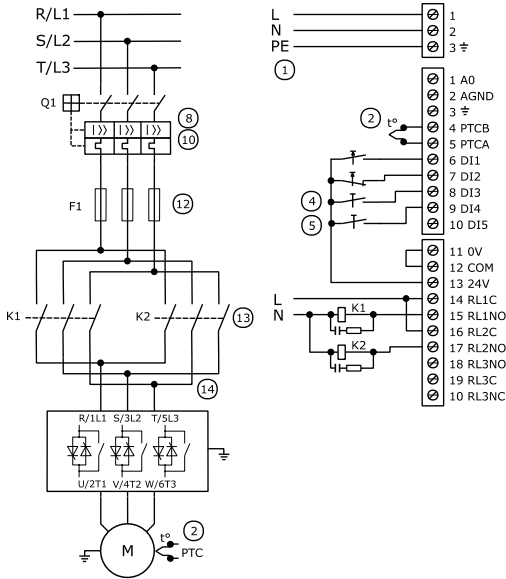 R/L1
S/L2
T/L3
Q1
8
10
F1
12
K1
K2
13
14
R/1L1 S/3L2 T/5L3
U/2T1 V/4T2 W/6T3
M
t°
2
PTC
L
N
PE
1
1
2
3
2
t°
4
5
1 A0
2 AGND
3
4 PTCB
5 PTCA
6 DI1
7 DI2
8 DI3
9 DI4
10 DI5
11 0V
12 COM
13 24V
14 RL1C
15 RL1NO
16 RL2C
17 RL2NO
18 RL3NO
19 RL3C
10 RL3NC
L
N
K1
K2